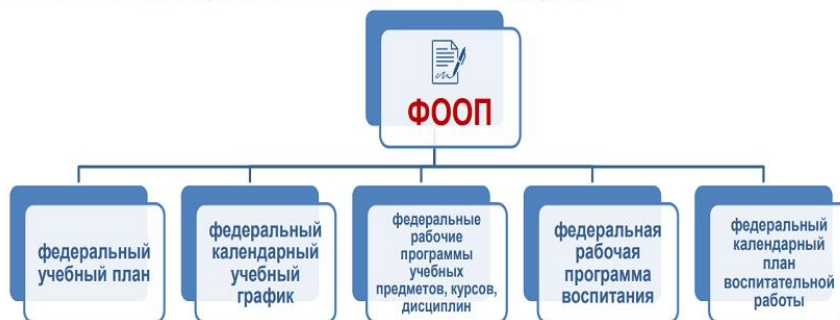 ФООП
федеральный
учебный план
федеральный
календарный
учебный
график
федеральные
рабочие
программы
учебных
предметов, курсов,
дисциплин
федеральная
рабочая
программа
воспитания
федеральный
календарный
план
воспитательной
работы